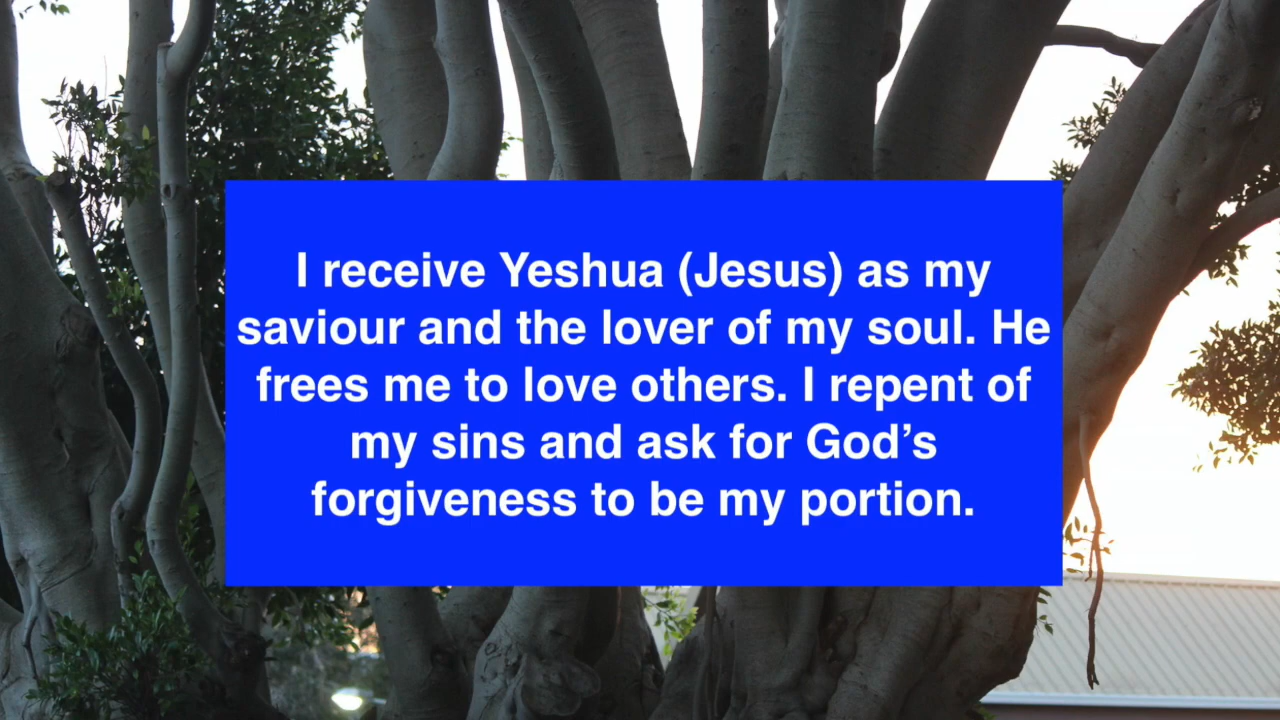 I receive Yeshua (Jesus) as my
saviour and the lover of my soul. He
frees me to love others. I repent of
my sins and ask for God’s
forgiveness to be my portion.